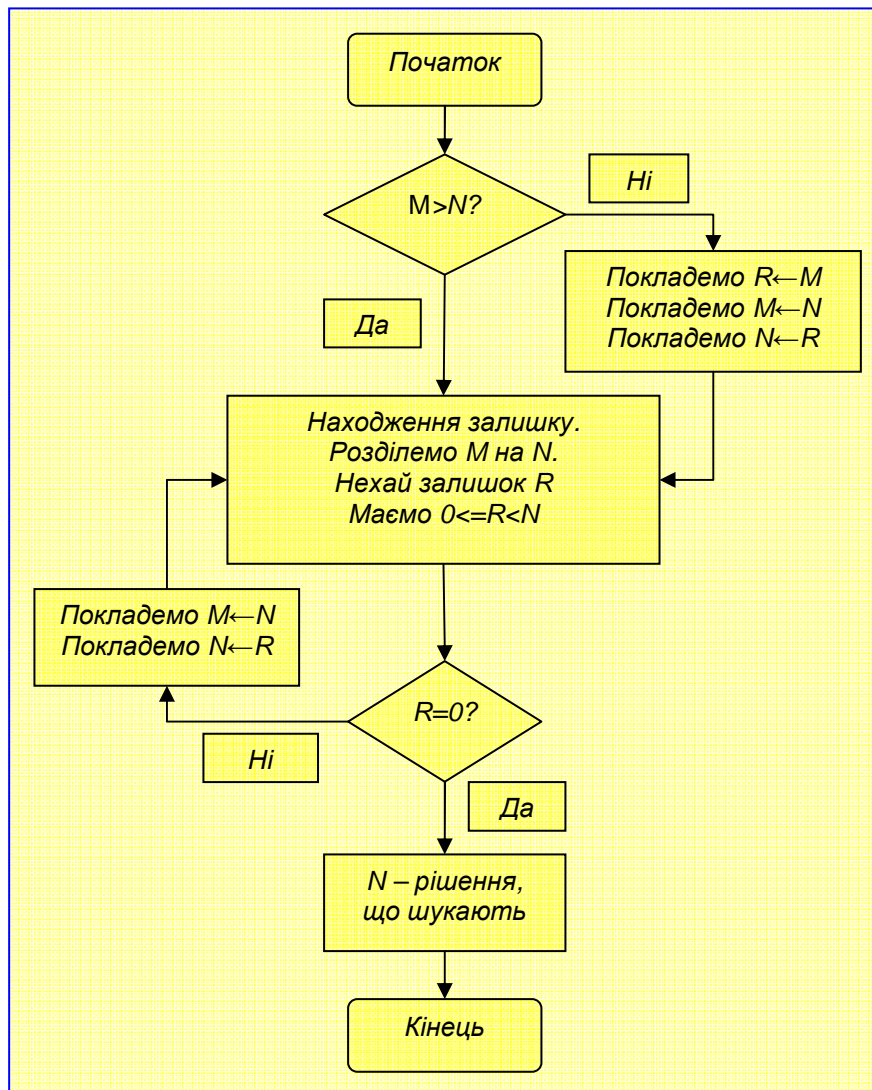 Початок
M>N?
Ні
Покладемо R←M
Покладемо M←N
Покладемо N←R
Да
Находження залишку.
Розділемо M на N.
Нехай залишок R
Маємо 0<=R<N
Покладемо M←N
Покладемо N←R
R=0?
Ні
Да
N – рішення,
що шукають
Кінець